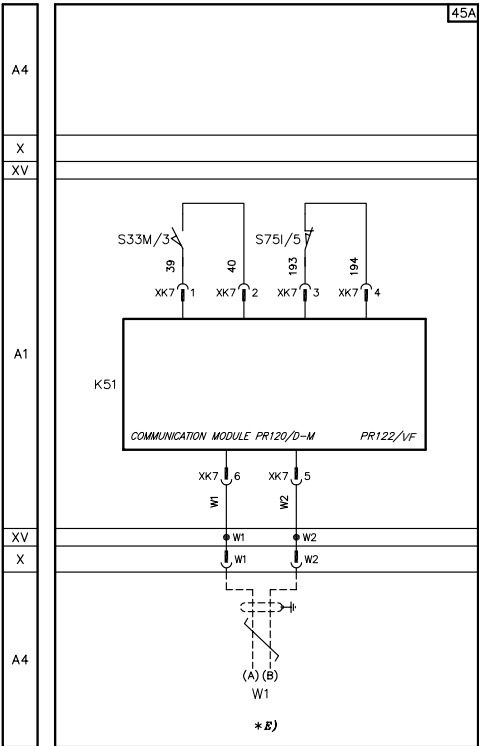 45A
A4
X
XV
S33M/3 S75I/5
39 40 193 194
XK7 1 XK7 2 XK7 3 XK7 4
A1
K51
COMMUNICATION MODULE PR120/D-M PR122/VF
XK7 6 XK7 5
W1 W2
XV W1 W2
X W1 W2
A4
(A) (B)
W1
*E)